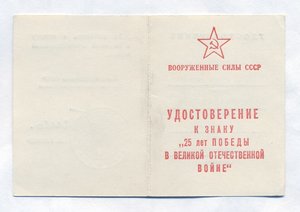 ВООРУЖЕННЫЕ СИЛЫ СССР
УДОСТОВЕРЕНИЕ
К ЗНАКУ
„25 лет ПОБЕДЫ
В ВЕЛИКОЙ ОТЕЧЕСТВЕННОЙ
ВОЙНЕ"